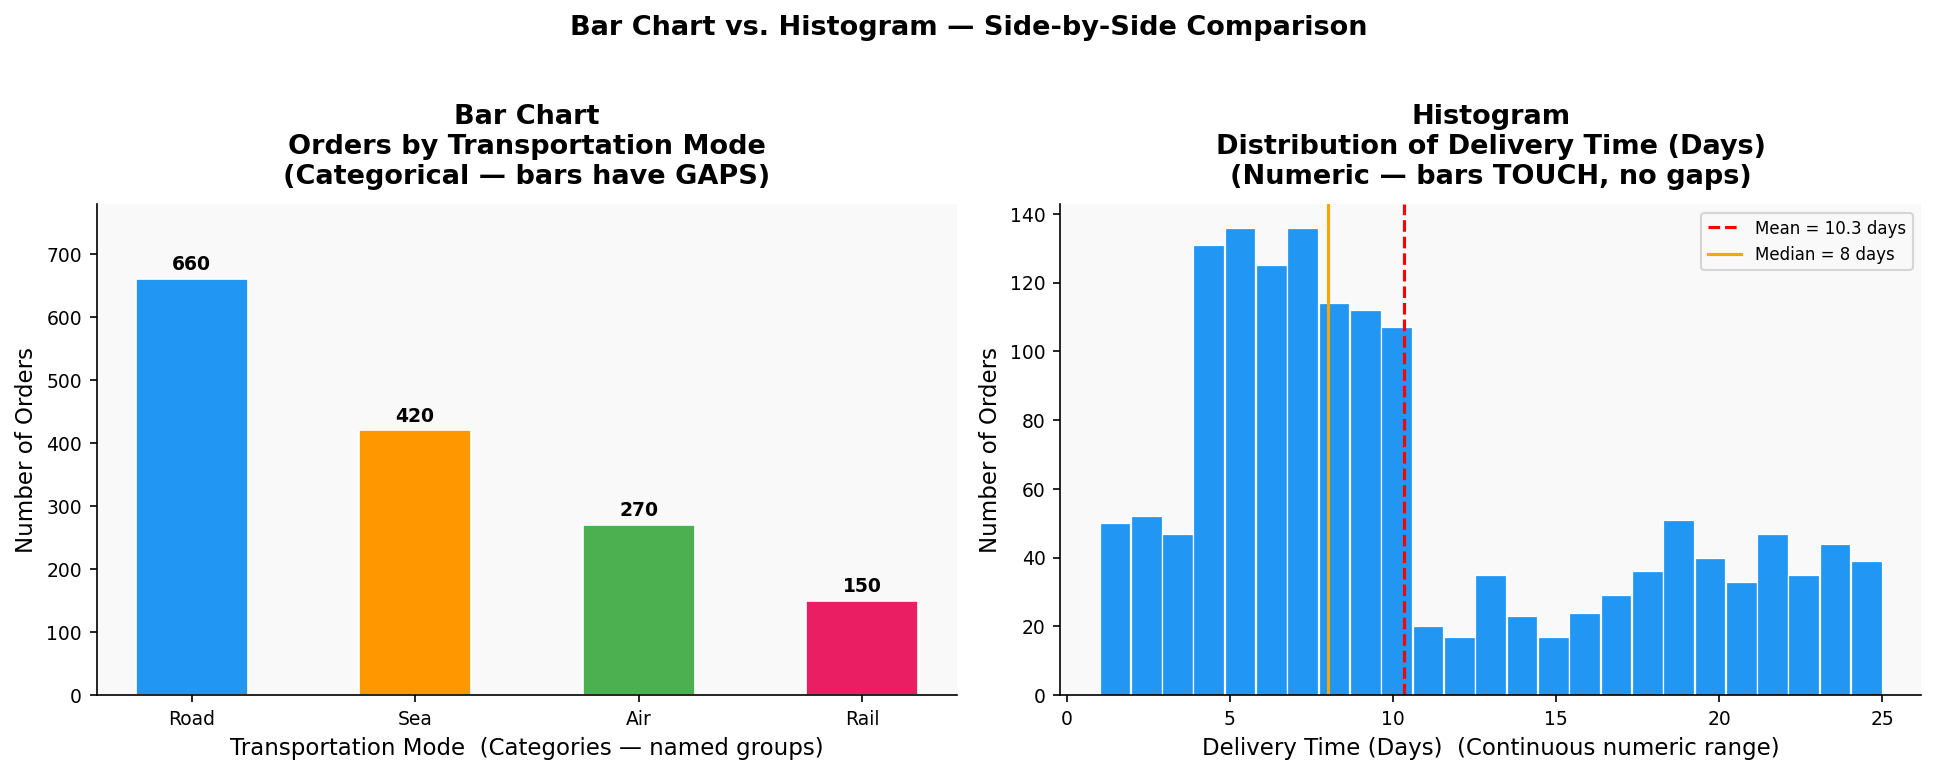 Bar Chart vs. Histogram — Side-by-Side Comparison
Bar Chart
Orders by Transportation Mode
(Categorical — bars have GAPS)
Number of Orders
700
600
500
400
300
200
100
0
660
420
270
150
Road
Sea
Air
Rail
Transportation Mode  (Categories — named groups)
Histogram
Distribution of Delivery Time (Days)
(Numeric — bars TOUCH, no gaps)
Number of Orders
140
120
100
80
60
40
20
0
Mean = 10.3 days
Median = 8 days
0
5
10
15
20
25
Delivery Time (Days)  (Continuous numeric range)